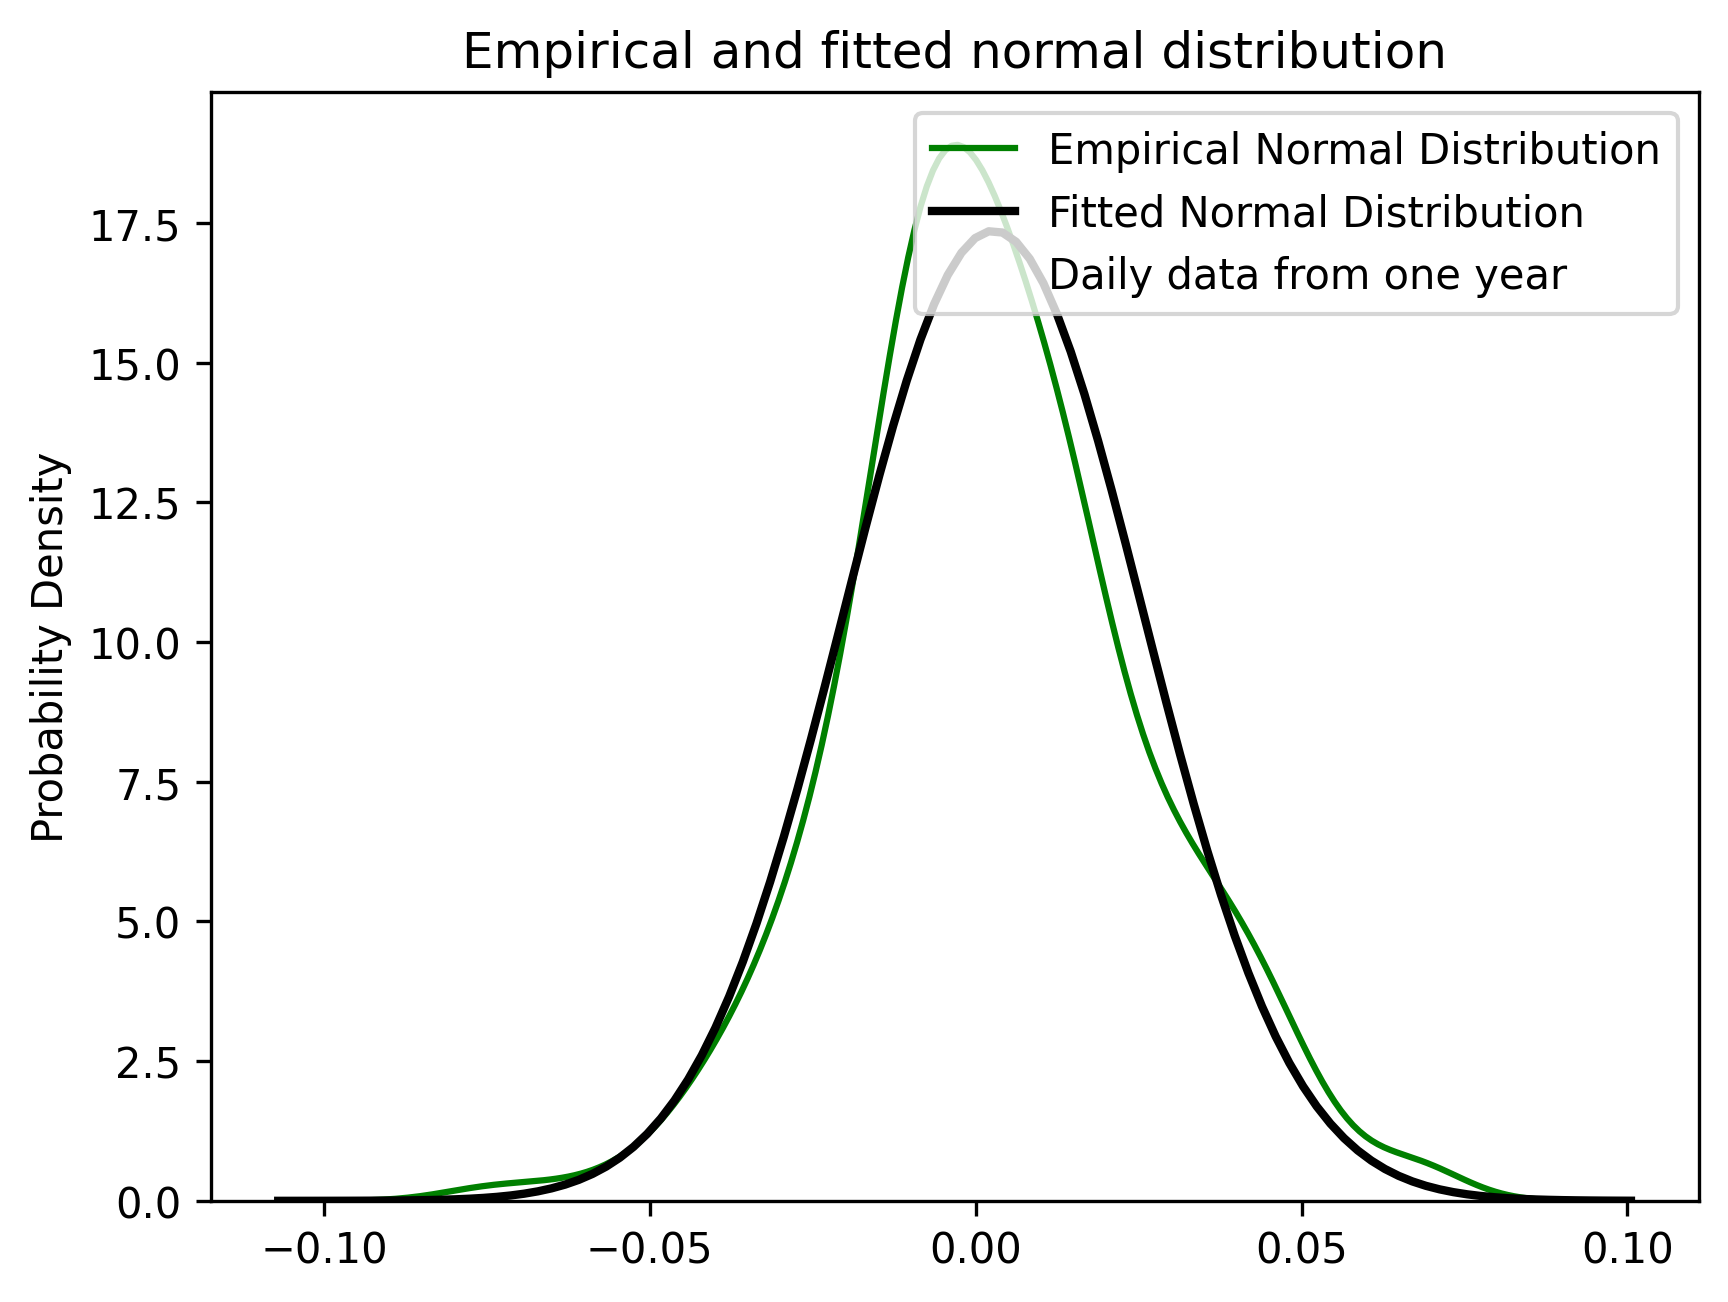 Empirical and fitted normal distribution
Empirical Normal Distribution
Fitted Normal Distribution
Daily data from one year
Probability Density
17.5
15.0
12.5
10.0
7.5
5.0
2.5
0.0
−0.10 −0.05 0.00 0.05 0.10